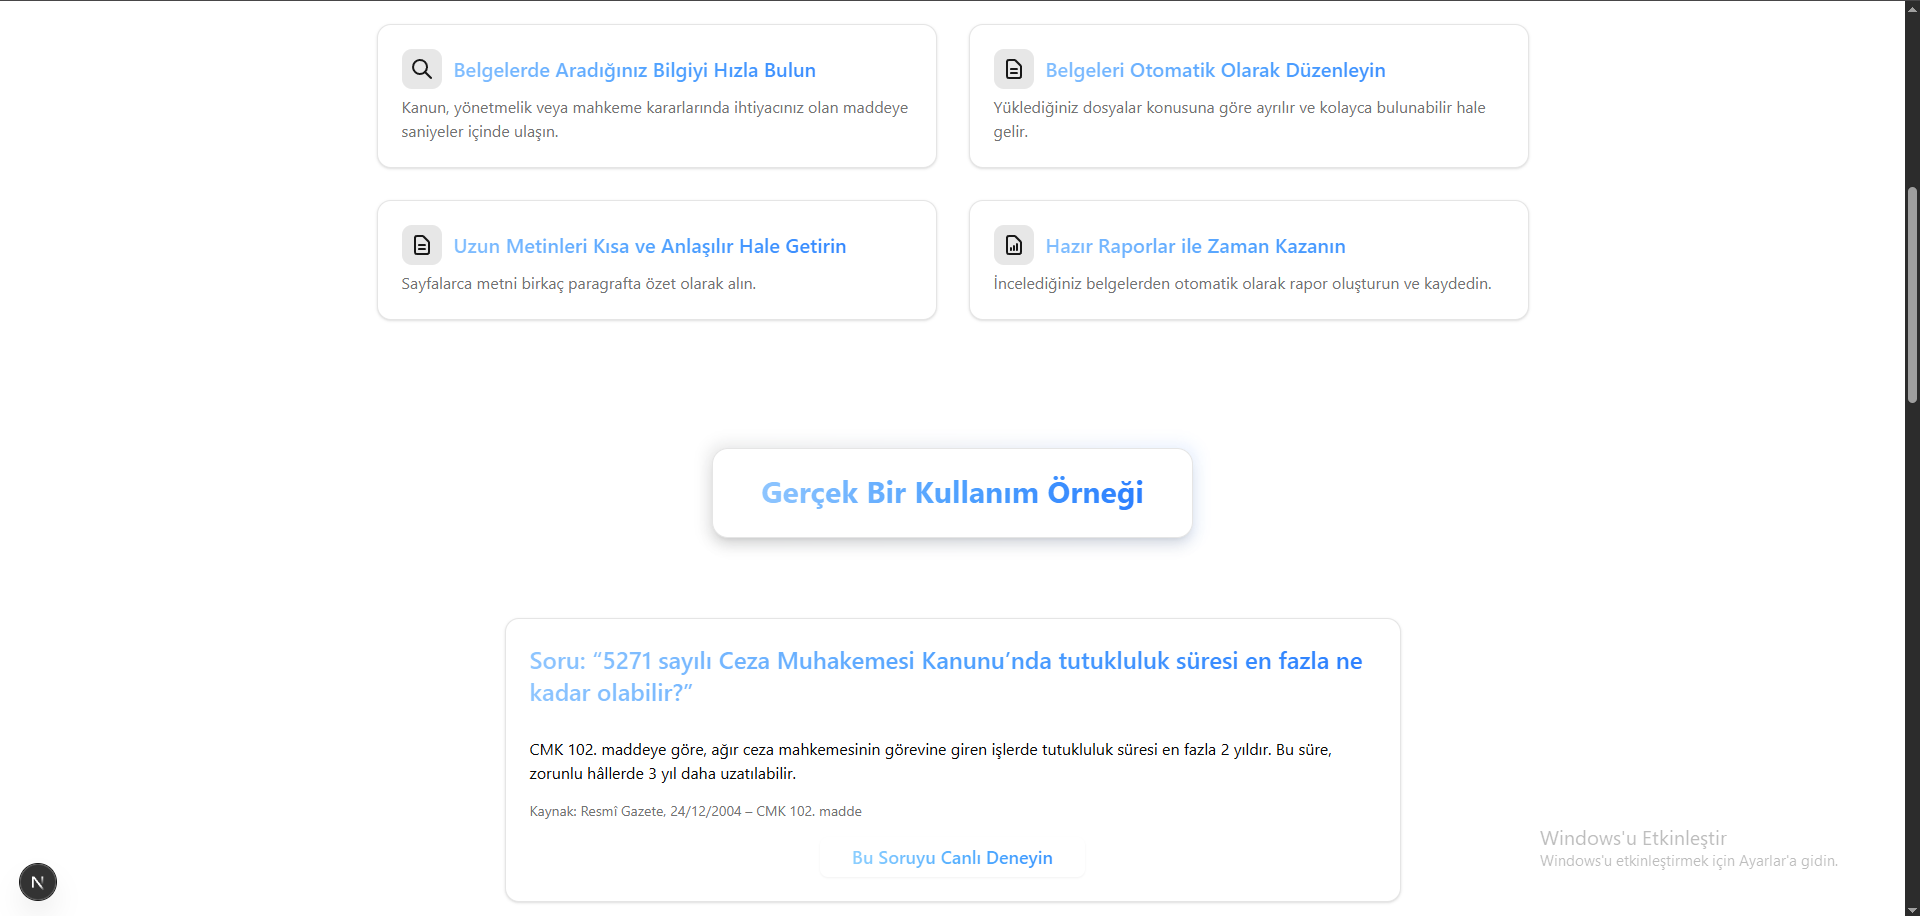 Belgelerde Aradığınız Bilgiyi Hızla Bulun
Kanun, yönetmelik veya mahkeme kararlarında ihtiyacınız olan maddeye
saniyeler içinde ulaşın.
Belgeleri Otomatik Olarak Düzenleyin
Yüklediğiniz dosyalar konusuna göre ayrılır ve kolayca bulunabilir hale
gelir.
Uzun Metinleri Kısa ve Anlaşılır Hale Getirin
Sayfalarca metni birkaç paragrafta özet olarak alın.
Hazır Raporlar ile Zaman Kazanın
İncelediğiniz belgelerden otomatik olarak rapor oluşturun ve kaydedin.
Gerçek Bir Kullanım Örneği
Soru: “5271 sayılı Ceza Muhakemesi Kanunu’nda tutukluluk süresi en fazla ne
kadar olabilir?”
CMK 102. maddeye göre, ağır ceza mahkemesinin görevine giren işlerde tutukluluk süresi en fazla 2 yıldır. Bu süre,
zorunlu hâllerde 3 yıl daha uzatılabilir.
Kaynak: Resmî Gazete, 24/12/2004 – CMK 102. madde
Bu Soruyu Canlı Deneyin
Windows'u Etkinleştir
Windows'u etkinleştirmek için Ayarlar'a gidin.
N